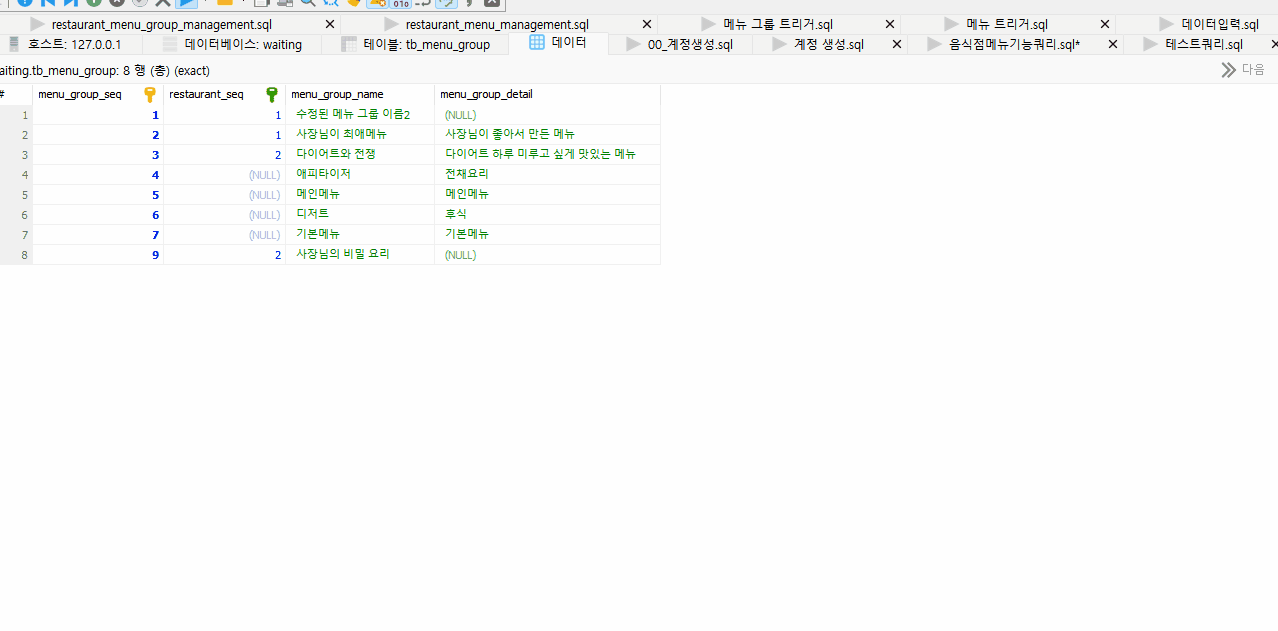 restaurant_menu_group_management.sql restaurant_menu_management.sql 메뉴 그룹 트리거.sql 메뉴 트리거.sql 데이터입력.sql
호스트: 127.0.0.1 데이터베이스: waiting 테이블: tb_menu_group 데이터 00_계정생성.sql 계정 생성.sql 음식점메뉴기능쿼리.sql* 테스트쿼리.sql
aiting.tb_menu_group: 8 행 (총) (exact) 다음
# menu_group_seq restaurant_seq menu_group_name menu_group_detail
1 1 1 수정된 메뉴 그룹 이름2 (NULL)
2 2 1 사장님이 최애메뉴 사장님이 좋아서 만든 메뉴
3 3 2 다이어트와 전쟁 다이어트 하루 미루고 싶게 맛있는 메뉴
4 4 (NULL) 애피타이저 전채요리
5 5 (NULL) 메인메뉴 메인메뉴
6 6 (NULL) 디저트 후식
7 7 (NULL) 기본메뉴 기본메뉴
8 9 2 사장님의 비밀 요리 (NULL)